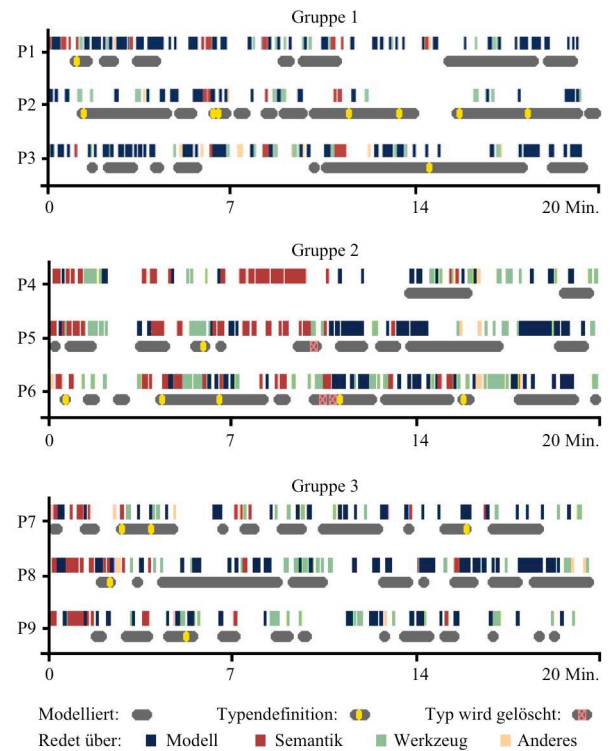 Gruppe 1
P1
P2
P3
0 7 14 20 Min.
Gruppe 2
P4
P5
P6
0 7 14 20 Min.
Gruppe 3
P7
P8
P9
0 7 14 20 Min.
Modelliert: Typendefinition: Typ wird gelöscht:
Redet über: Modell Semantik Werkzeug Anderes